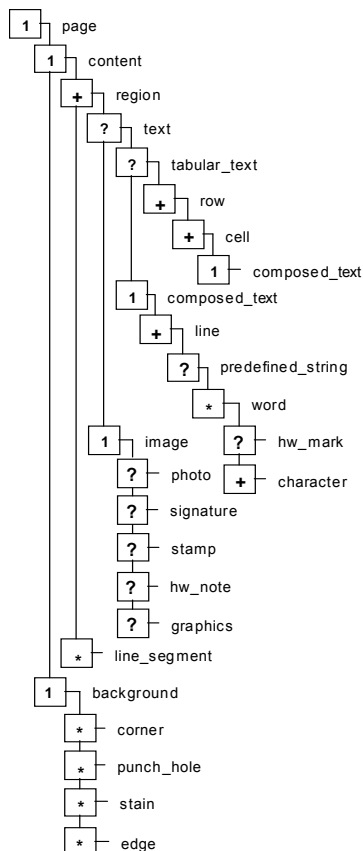 1 page
1 content
+ region
? text
? tabular_text
+ row
+ cell
1 composed_text
1 composed_text
+ line
? predefined_string
* word
? hw_mark
+ character
1 image
? photo
? signature
? stamp
? hw_note
? graphics
* line_segment
1 background
* corner
* punch_hole
* stain
* edge